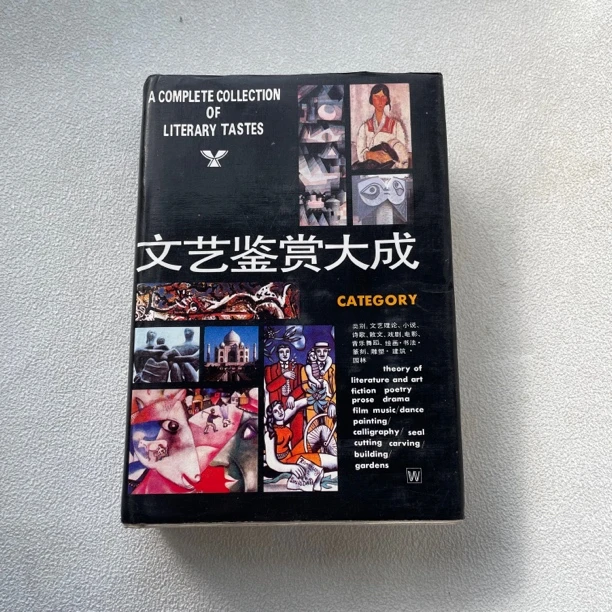 A COMPLETE COLLECTION
OF
LITERARY TASTES
文艺鉴赏大成
CATEGORY
类别、文艺理论、小说、
诗歌、散文、戏剧、电影、
音乐舞蹈、绘画·书法·
篆刻、雕塑·建筑·
园林
theory of
literature and art
fiction poetry
prose drama
film music/dance
painting/
calligraphy/ seal
cutting carving/
building/
gardens
W